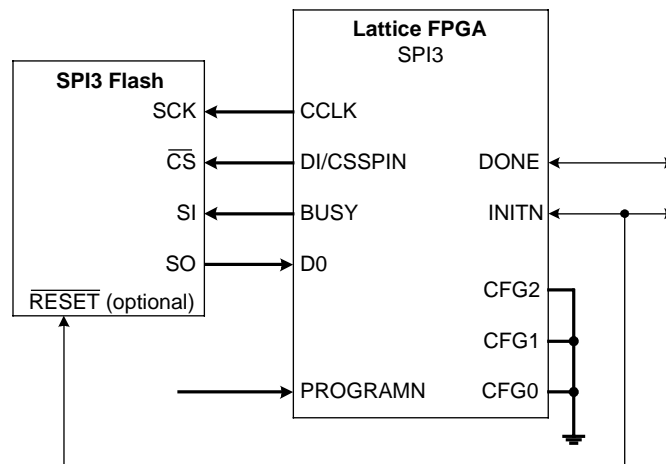 Lattice FPGA
SPI3
SPI3 Flash
SCK
CCLK
CS
DI/CSSPIN
DONE
SI
BUSY
INITN
SO
D0
CFG2
RESET (optional)
CFG1
PROGRAMN
CFG0